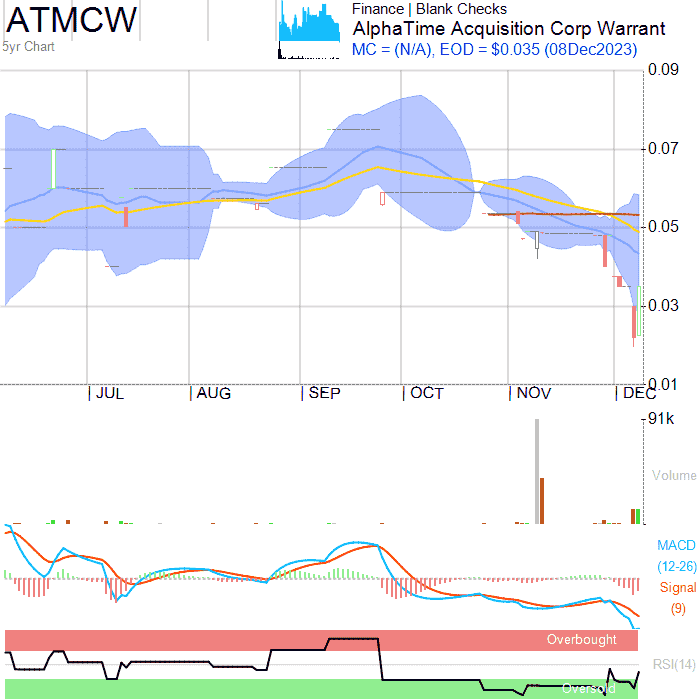 ATMCW
5yr Chart
Finance | Blank Checks
AlphaTime Acquisition Corp Warrant
MC = (N/A), EOD = $0.035 (08Dec2023)
0.09
0.07
0.05
0.03
0.01
JUL
AUG
SEP
OCT
NOV
DEC
91k
Volume
MACD
(12-26)
Signal
(9)
Overbought
RSI(14)
Oversold